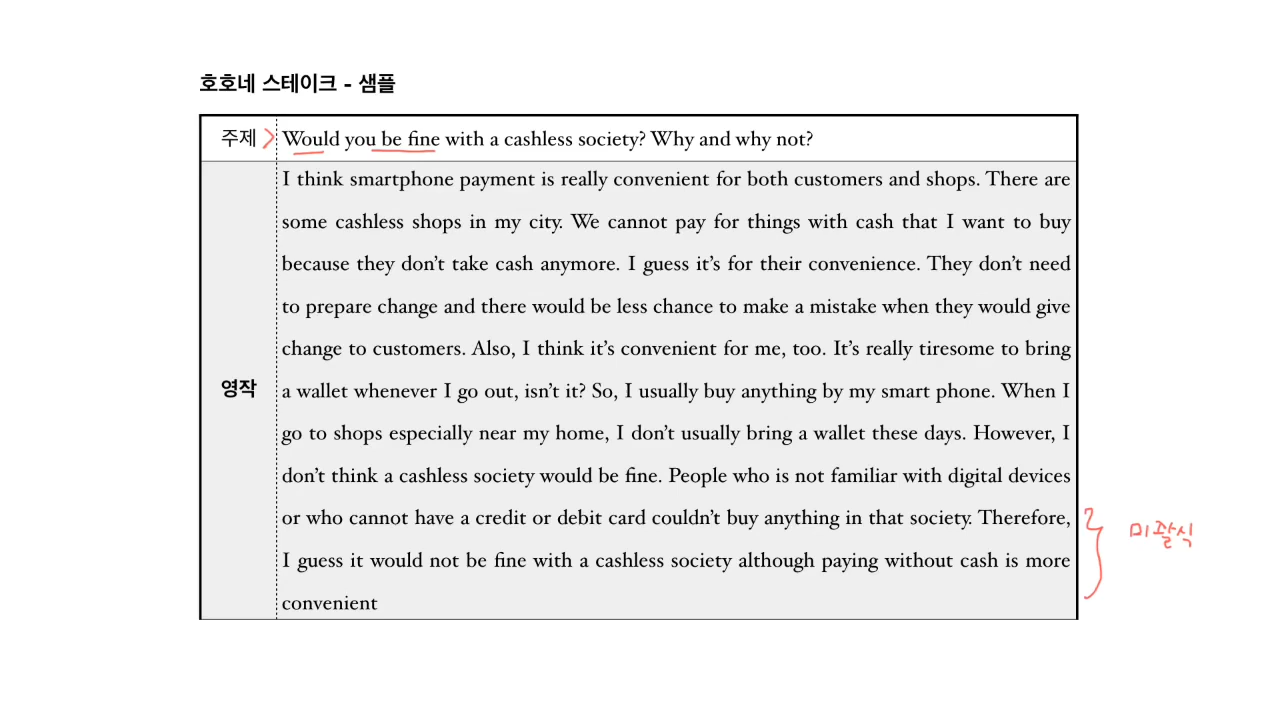 호호네 스테이크 - 샘플
주제 Would you be fine with a cashless society? Why and why not?
I think smartphone payment is really convenient for both customers and shops. There are
some cashless shops in my city. We cannot pay for things with cash that I want to buy
because they don't take cash anymore. I guess it's for their convenience. They don't need
to prepare change and there would be less chance to make a mistake when they would give
change to customers. Also, I think it's convenient for me, too. It's really tiresome to bring
영작 a wallet whenever I go out, isn't it? So, I usually buy anything by my smart phone. When I
go to shops especially near my home, I don't usually bring a wallet these days. However, I
don't think a cashless society would be fine. People who is not familiar with digital devices
or who cannot have a credit or debit card couldn't buy anything in that society. Therefore,
I guess it would not be fine with a cashless society although paying without cash is more
convenient
미괄식